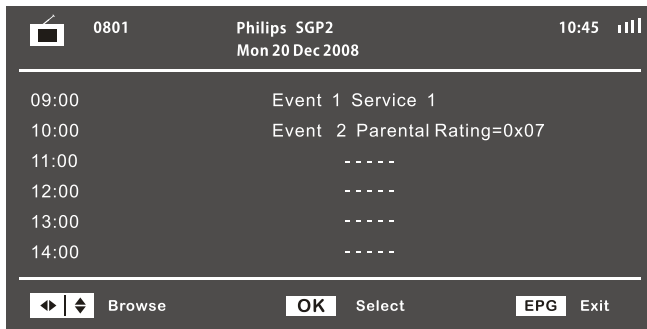 0801 Philips SGP2 10:45
Mon 20 Dec 2008
09:00 Event 1 Service 1
10:00 Event 2 Parental Rating=0x07
11:00 -----
12:00 -----
13:00 -----
14:00 -----
Browse OK Select EPG Exit